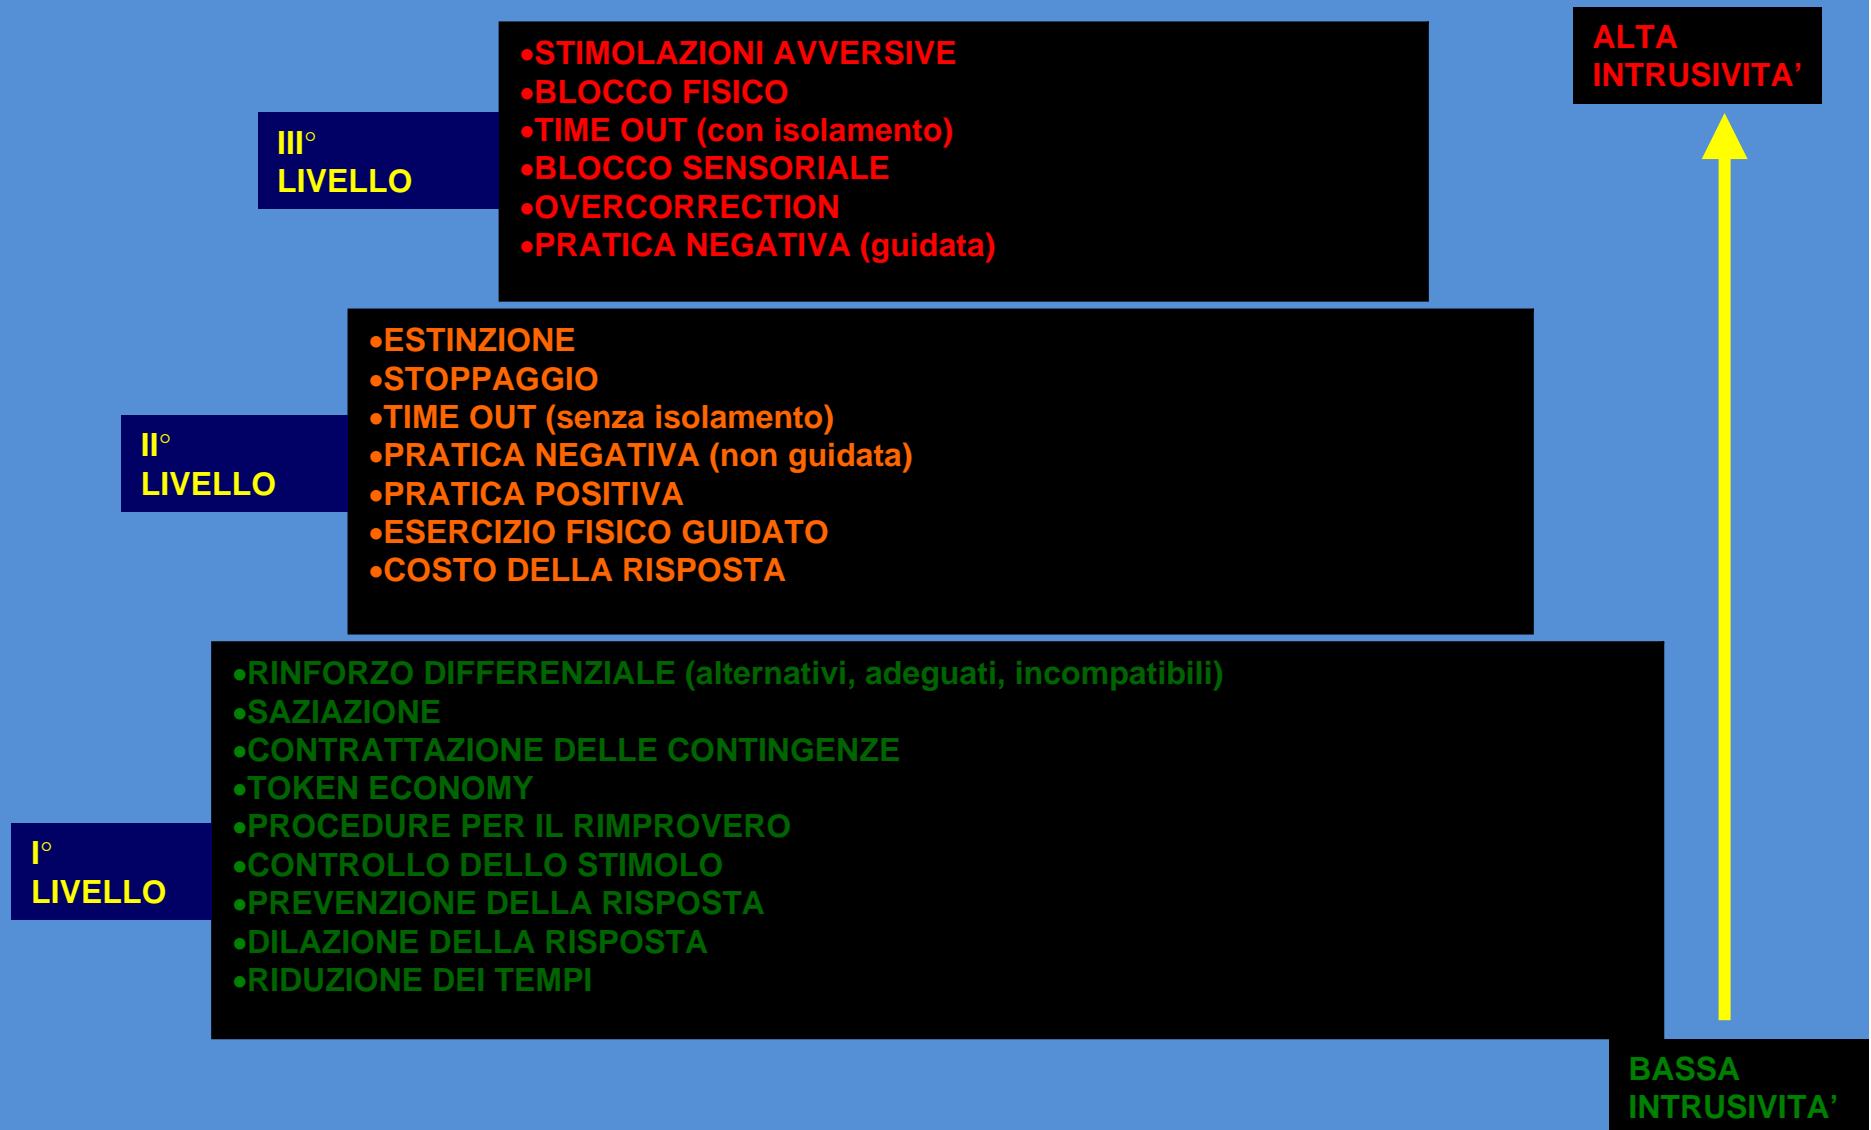 ALTA
INTRUSIVITA’
III°
LIVELLO
•STIMOLAZIONI AVVERSIVE
•BLOCCO FISICO
•TIME OUT (con isolamento)
•BLOCCO SENSORIALE
•OVERCORRECTION
•PRATICA NEGATIVA (guidata)
II°
LIVELLO
•ESTINZIONE
•STOPPAGGIO
•TIME OUT (senza isolamento)
•PRATICA NEGATIVA (non guidata)
•PRATICA POSITIVA
•ESERCIZIO FISICO GUIDATO
•COSTO DELLA RISPOSTA
I°
LIVELLO
•RINFORZO DIFFERENZIALE (alternativi, adeguati, incompatibili)
•SAZIAZIONE
•CONTRATTAZIONE DELLE CONTINGENZE
•TOKEN ECONOMY
•PROCEDURE PER IL RIMPROVERO
•CONTROLLO DELLO STIMOLO
•PREVENZIONE DELLA RISPOSTA
•DILAZIONE DELLA RISPOSTA
•RIDUZIONE DEI TEMPI
BASSA
INTRUSIVITA’